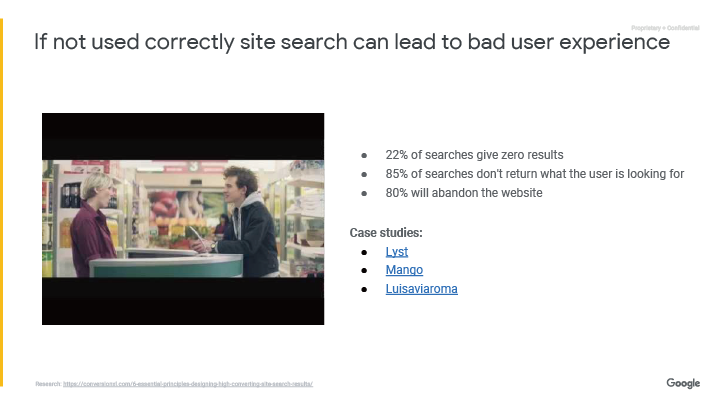 Proprietary + Confidential
If not used correctly site search can lead to bad user experience
● 22% of searches give zero results
● 85% of searches don't return what the user is looking for
● 80% will abandon the website
Case studies:
● Lyst
● Mango
● Luisaviaroma
Research: https://conversionxl.com/6-essential-principles-designing-high-converting-site-search-results/
Google